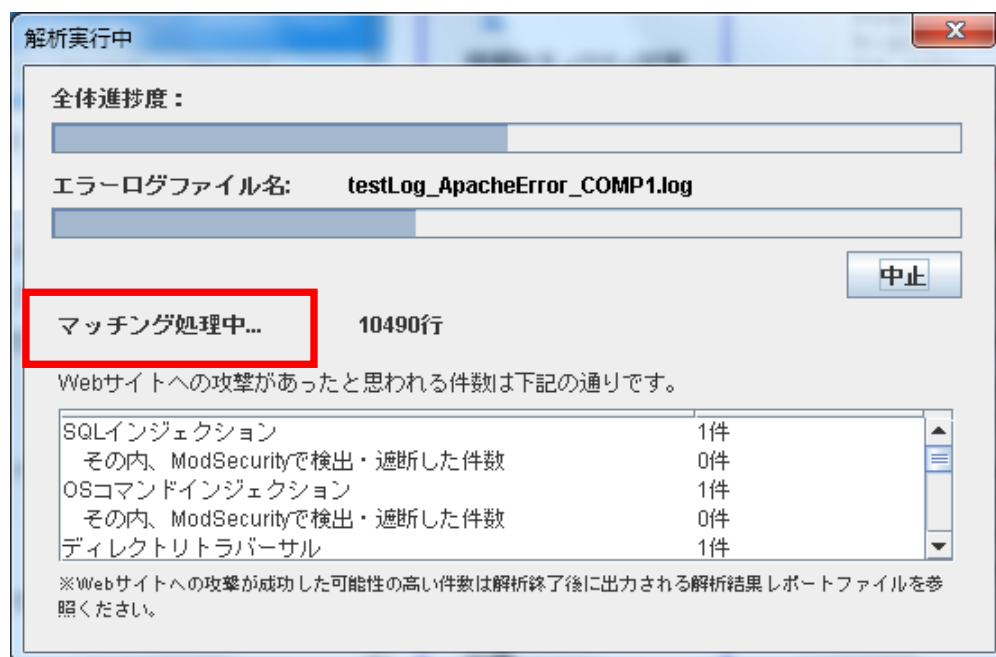 解析実行中
全体進捗度：
エラーログファイル名: testLog_ApacheError_COMP1.log
中止
マッチング処理中... 10490行
Webサイトへの攻撃があったと思われる件数は下記の通りです。
SQLインジェクション 1件
その内、ModSecurityで検出・遮断した件数 0件
OSコマンドインジェクション 1件
その内、ModSecurityで検出・遮断した件数 0件
ディレクトリトラバーサル 1件
※Webサイトへの攻撃が成功した可能性の高い件数は解析終了後に出力される解析結果レポートファイルを参
照ください。